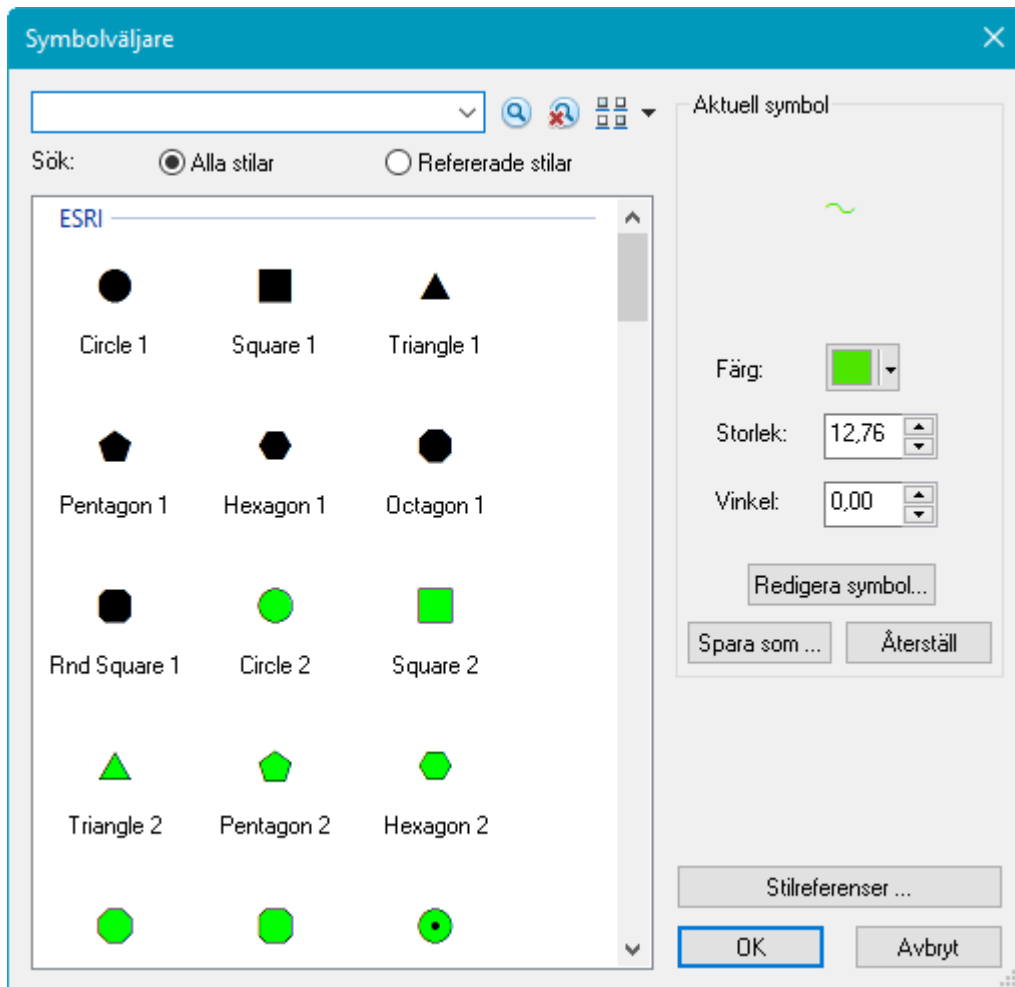 Symbolväljare
Sök:
Alla stilar
Refererade stilar
ESRI
Circle 1
Square 1
Triangle 1
Pentagon 1
Hexagon 1
Octagon 1
Rnd Square 1
Circle 2
Square 2
Triangle 2
Pentagon 2
Hexagon 2
Aktuell symbol
Färg:
Storlek:
12,76
Vinkel:
0,00
Redigera symbol...
Spara som ...
Återställ
Stilreferenser ...
OK
Avbryt